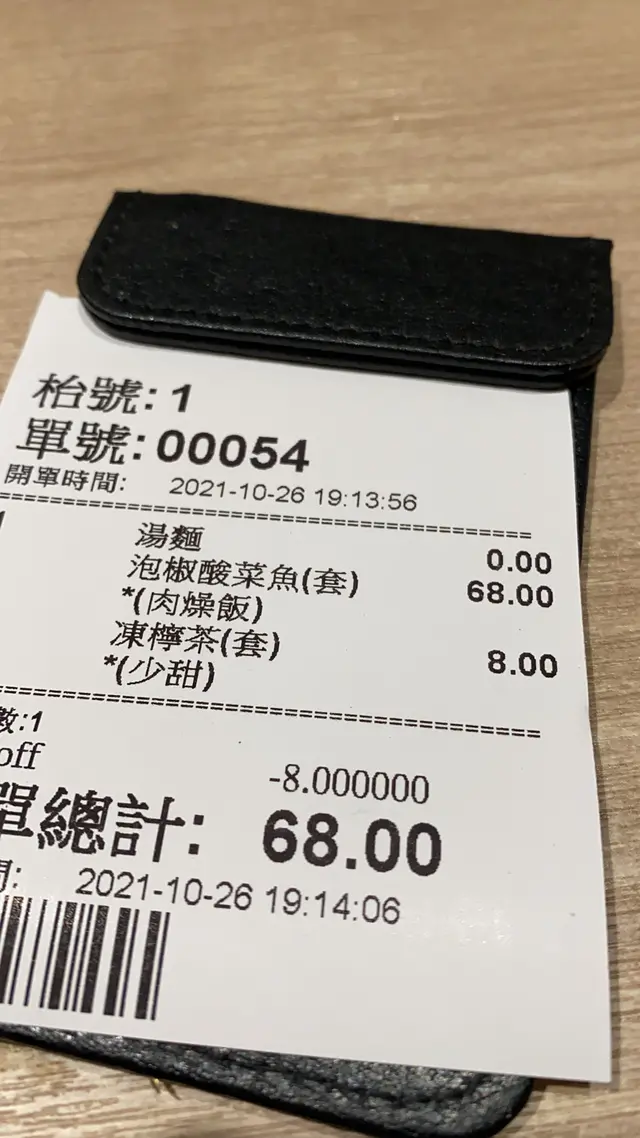 枱號: 1
單號: 00054
開單時間: 2021-10-26 19:13:56
湯麵 0.00
泡椒酸菜魚(套) 68.00
*(肉燥飯)
凍檸茶(套) 8.00
*(少甜)
數:1
off -8.000000
單總計: 68.00
間: 2021-10-26 19:14:06